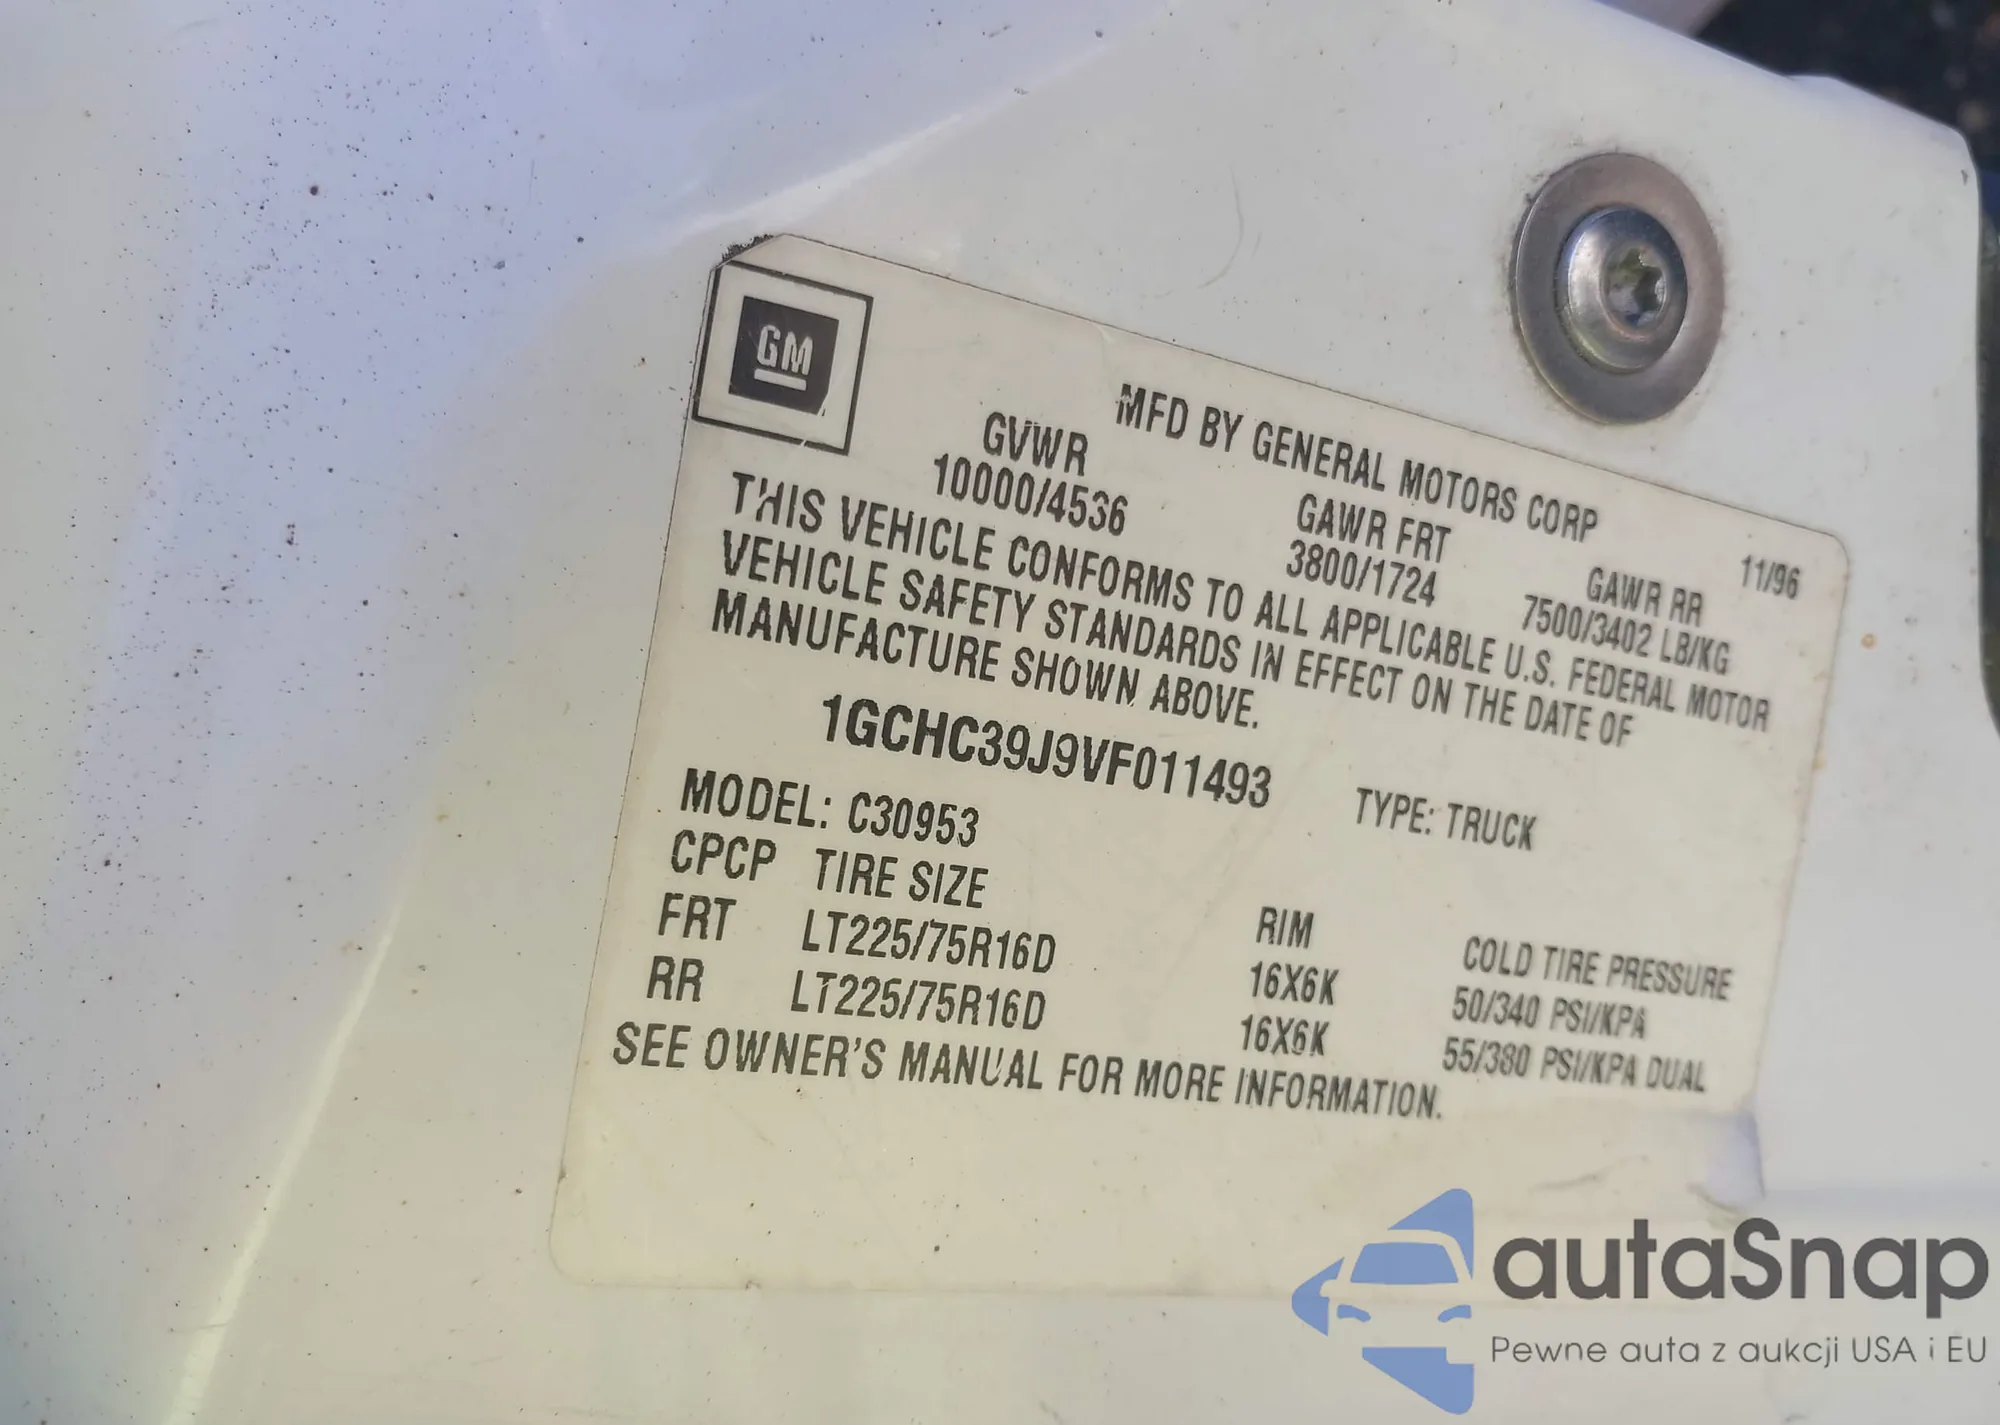 GM
MFD BY GENERAL MOTORS CORP 11/96
GVWR GAWR FRT GAWR RR
10000/4536 3800/1724 7500/3402 LB/KG
THIS VEHICLE CONFORMS TO ALL APPLICABLE U.S. FEDERAL MOTOR
VEHICLE SAFETY STANDARDS IN EFFECT ON THE DATE OF
MANUFACTURE SHOWN ABOVE.
1GCHC39J9VF011493 TYPE: TRUCK
MODEL: C30953
CPCP TIRE SIZE RIM COLD TIRE PRESSURE
FRT LT225/75R16D 16X6K 50/340 PSI/KPA
RR LT225/75R16D 16X6K 55/380 PSI/KPA DUAL
SEE OWNER'S MANUAL FOR MORE INFORMATION.
autaSnap
Pewne auta z aukcji USA i EU